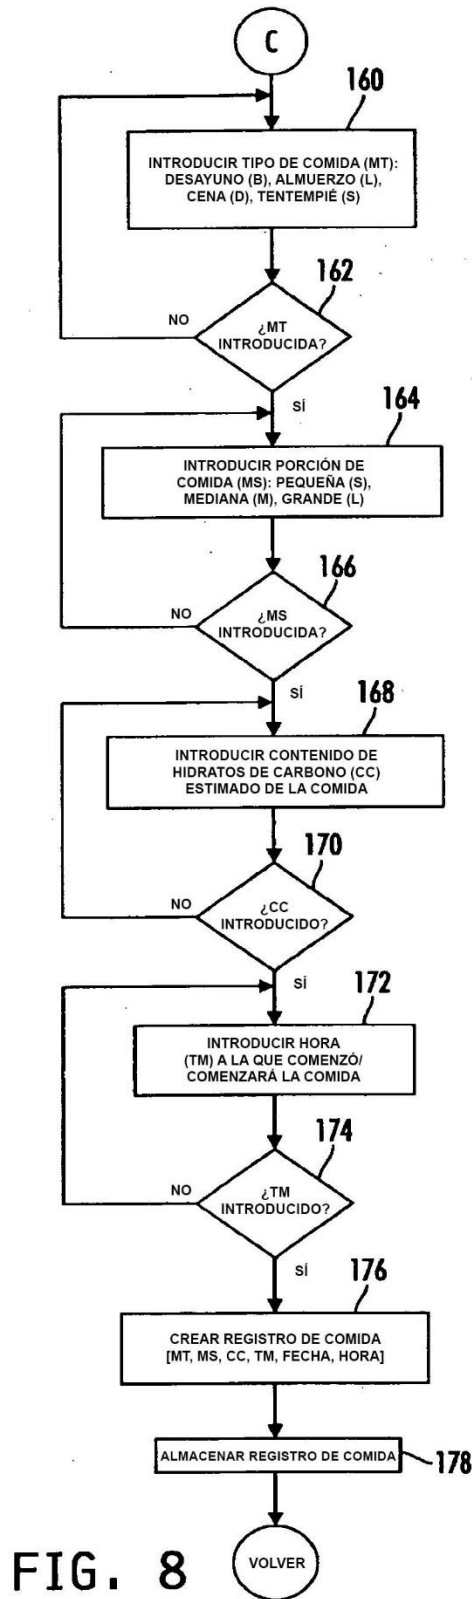 C
160
INTRODUCIR TIPO DE COMIDA (MT):
DESAYUNO (B), ALMUERZO (L),
CENA (D), TENTEMPIÉ (S)
162
NO
¿MT
INTRODUCIDA?
SÍ
164
INTRODUCIR PORCIÓN DE
COMIDA (MS): PEQUEÑA (S),
MEDIANA (M), GRANDE (L)
166
NO
¿MS
INTRODUCIDA?
SÍ
168
INTRODUCIR CONTENIDO DE
HIDRATOS DE CARBONO (CC)
ESTIMADO DE LA COMIDA
170
NO
¿CC
INTRODUCIDO?
SÍ
172
INTRODUCIR HORA
(TM) A LA QUE COMENZÓ/
COMENZARÁ LA COMIDA
174
NO
¿TM
INTRODUCIDO?
SÍ
176
CREAR REGISTRO DE COMIDA
[MT, MS, CC, TM, FECHA, HORA]
ALMACENAR REGISTRO DE COMIDA
178
VOLVER
FIG. 8